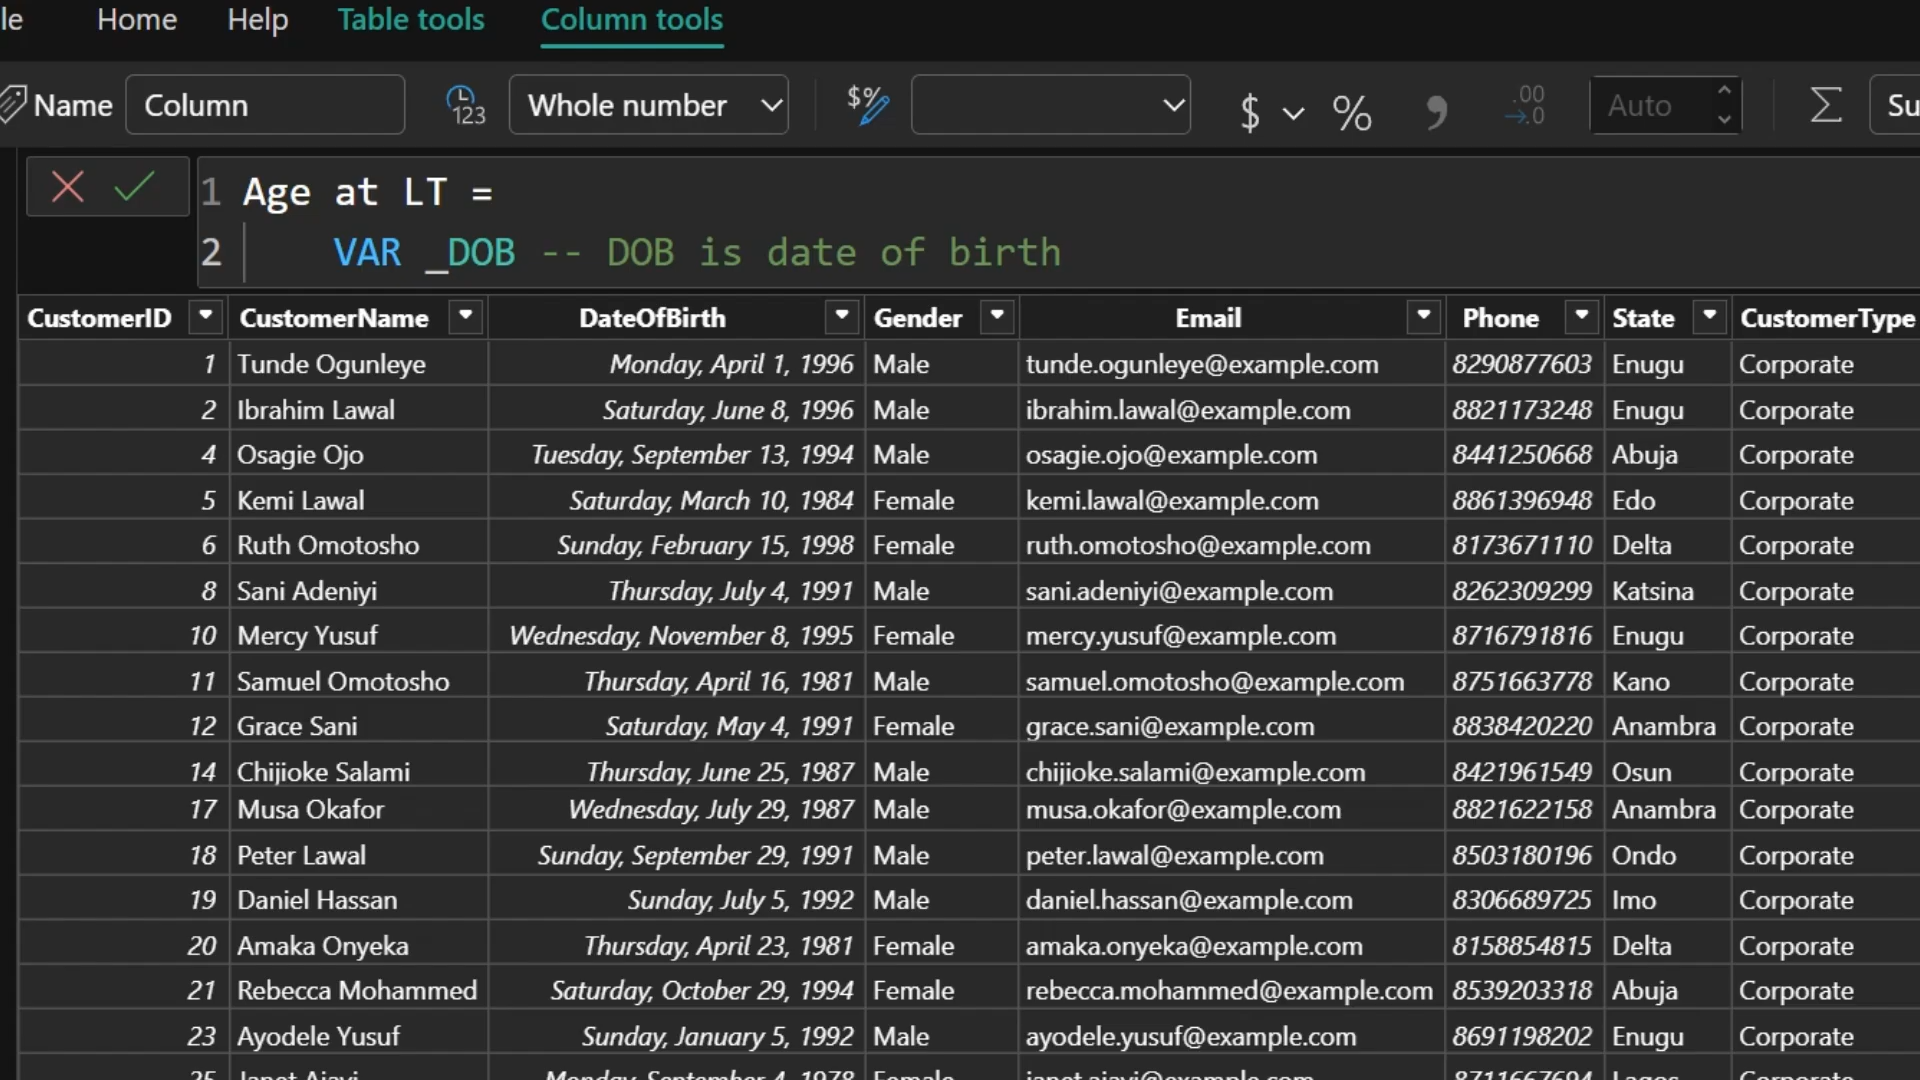 le Home Help Table tools Column tools
Name Column 123 Whole number $% $ % , .00 →.0 Auto Σ Su
1 Age at LT =
2 VAR _DOB -- DOB is date of birth
CustomerID CustomerName DateOfBirth Gender Email Phone State CustomerType
1 Tunde Ogunleye Monday, April 1, 1996 Male tunde.ogunleye@example.com 8290877603 Enugu Corporate
2 Ibrahim Lawal Saturday, June 8, 1996 Male ibrahim.lawal@example.com 8821173248 Enugu Corporate
4 Osagie Ojo Tuesday, September 13, 1994 Male osagie.ojo@example.com 8441250668 Abuja Corporate
5 Kemi Lawal Saturday, March 10, 1984 Female kemi.lawal@example.com 8861396948 Edo Corporate
6 Ruth Omotosho Sunday, February 15, 1998 Female ruth.omotosho@example.com 8173671110 Delta Corporate
8 Sani Adeniyi Thursday, July 4, 1991 Male sani.adeniyi@example.com 8262309299 Katsina Corporate
10 Mercy Yusuf Wednesday, November 8, 1995 Female mercy.yusuf@example.com 8716791816 Enugu Corporate
11 Samuel Omotosho Thursday, April 16, 1981 Male samuel.omotosho@example.com 8751663778 Kano Corporate
12 Grace Sani Saturday, May 4, 1991 Female grace.sani@example.com 8838420220 Anambra Corporate
14 Chijioke Salami Thursday, June 25, 1987 Male chijioke.salami@example.com 8421961549 Osun Corporate
17 Musa Okafor Wednesday, July 29, 1987 Male musa.okafor@example.com 8821622158 Anambra Corporate
18 Peter Lawal Sunday, September 29, 1991 Male peter.lawal@example.com 8503180196 Ondo Corporate
19 Daniel Hassan Sunday, July 5, 1992 Male daniel.hassan@example.com 8306689725 Imo Corporate
20 Amaka Onyeka Thursday, April 23, 1981 Female amaka.onyeka@example.com 8158854815 Delta Corporate
21 Rebecca Mohammed Saturday, October 29, 1994 Female rebecca.mohammed@example.com 8539203318 Abuja Corporate
23 Ayodele Yusuf Sunday, January 5, 1992 Male ayodele.yusuf@example.com 8691198202 Enugu Corporate
25 Janet Ajayi Monday, September 4, 1978 Female janet.ajayi@example.com Lagos Corporate